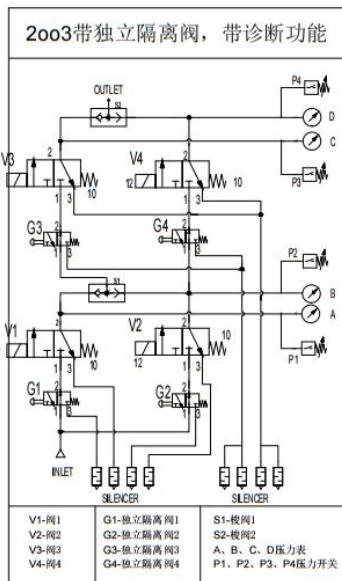 2oo3带独立隔离阀，带诊断功能
P4
OUTLET
S2
D
C
V3
V4
2
2
P3
12
10
10
1 3
1 3
G3
G4
2
2
1 3
1 3
P2
S1
B
A
V1
V2
2
2
10
10
P1
12
1 3
1 3
G1
G2
2
2
1 3
1 3
INLET
SILENCER
SILENCER
V1-阀1
V2-阀2
V3-阀3
V4-阀4
G1-独立隔离阀1
G2-独立隔离阀2
G3-独立隔离阀3
G4-独立隔离阀4
S1-梭阀1
S2-梭阀2
A、B、C、D压力表
P1、P2、P3、P4压力开关